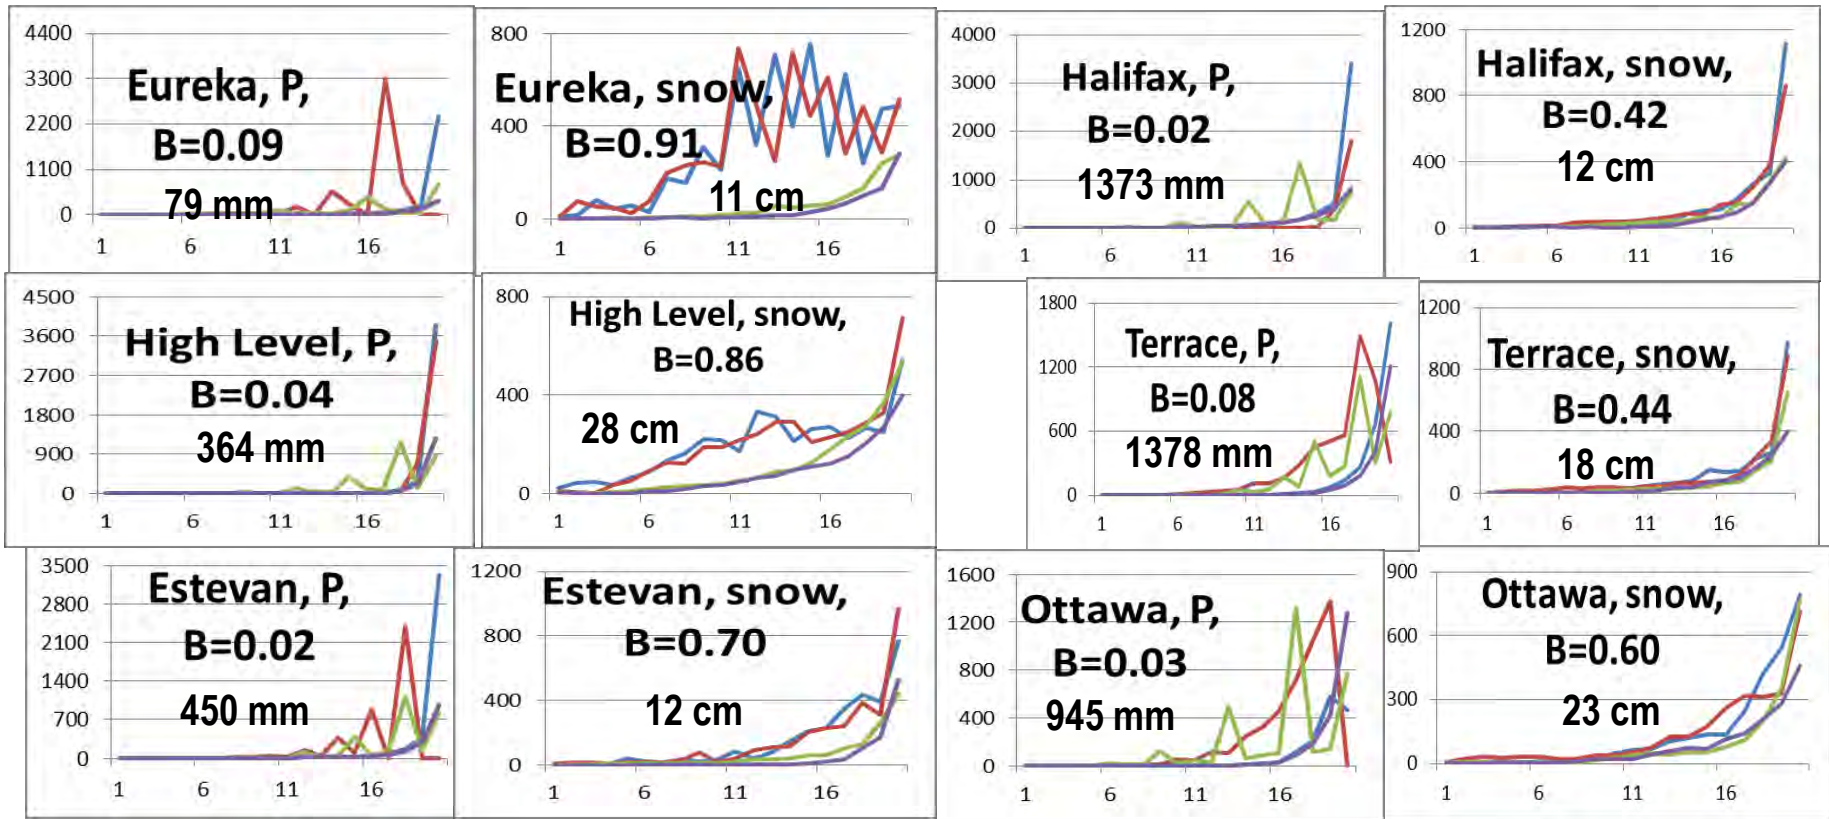 4400
3300
2200
1100
0
Eureka, P,
B=0.09
79 mm
1 6 11 16
800
400
0
Eureka, snow,
B=0.91
11 cm
1 6 11 16
4000
3000
2000
1000
0
Halifax, P,
B=0.02
1373 mm
1 6 11 16
1200
800
400
0
Halifax, snow,
B=0.42
12 cm
1 6 11 16
4500
3600
2700
1800
900
0
High Level, P,
B=0.04
364 mm
1 6 11 16
800
400
0
High Level, snow,
B=0.86
28 cm
1 6 11 16
1800
1200
600
0
Terrace, P,
B=0.08
1378 mm
1 6 11 16
1200
800
400
0
Terrace, snow,
B=0.44
18 cm
1 6 11 16
3500
2800
2100
1400
700
0
Estevan, P,
B=0.02
450 mm
1 6 11 16
1200
800
400
0
Estevan, snow,
B=0.70
12 cm
1 6 11 16
1600
1200
800
400
0
Ottawa, P,
B=0.03
945 mm
1 6 11 16
900
600
300
0
Ottawa, snow,
B=0.60
23 cm
1 6 11 16